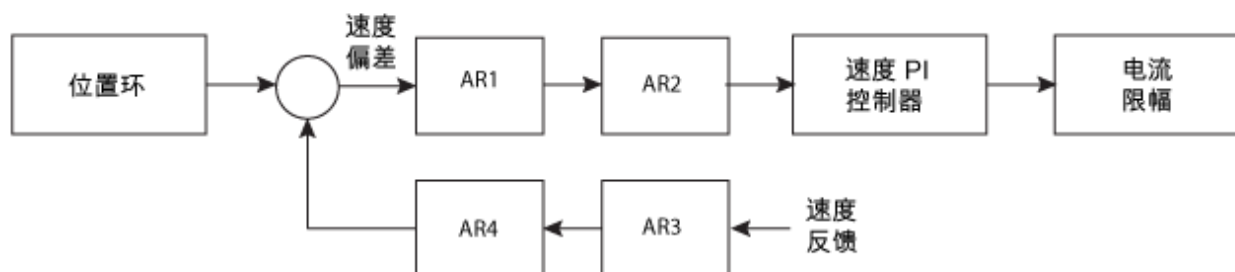 速度
偏差
位置环
AR1
AR2
速度 PI
控制器
电流
限幅
AR4
AR3
速度
反馈